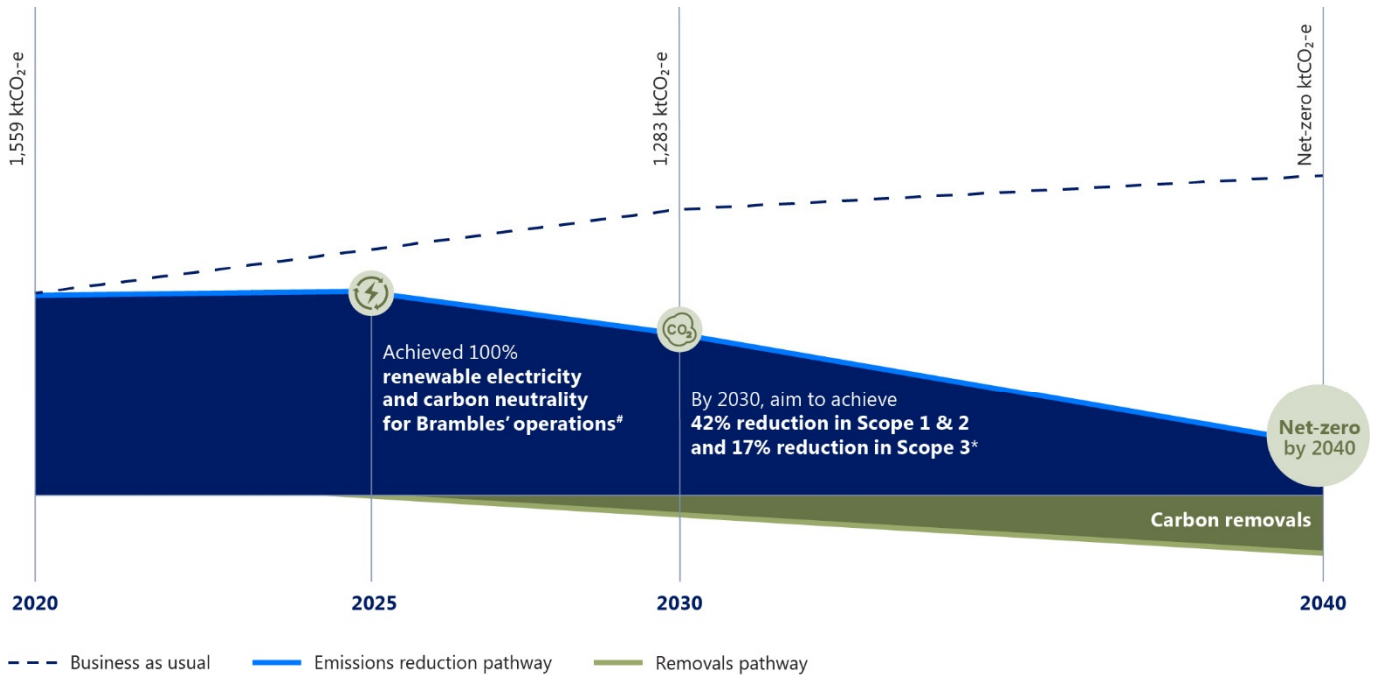 1,559 ktCO₂-e
1,283 ktCO₂-e
Net-zero ktCO₂-e
Achieved 100%
renewable electricity
and carbon neutrality
for Brambles' operations#
CO₂
By 2030, aim to achieve
42% reduction in Scope 1 & 2
and 17% reduction in Scope 3*
Net-zero
by 2040
Carbon removals
2020
2025
2030
2040
Business as usual
Emissions reduction pathway
Removals pathway